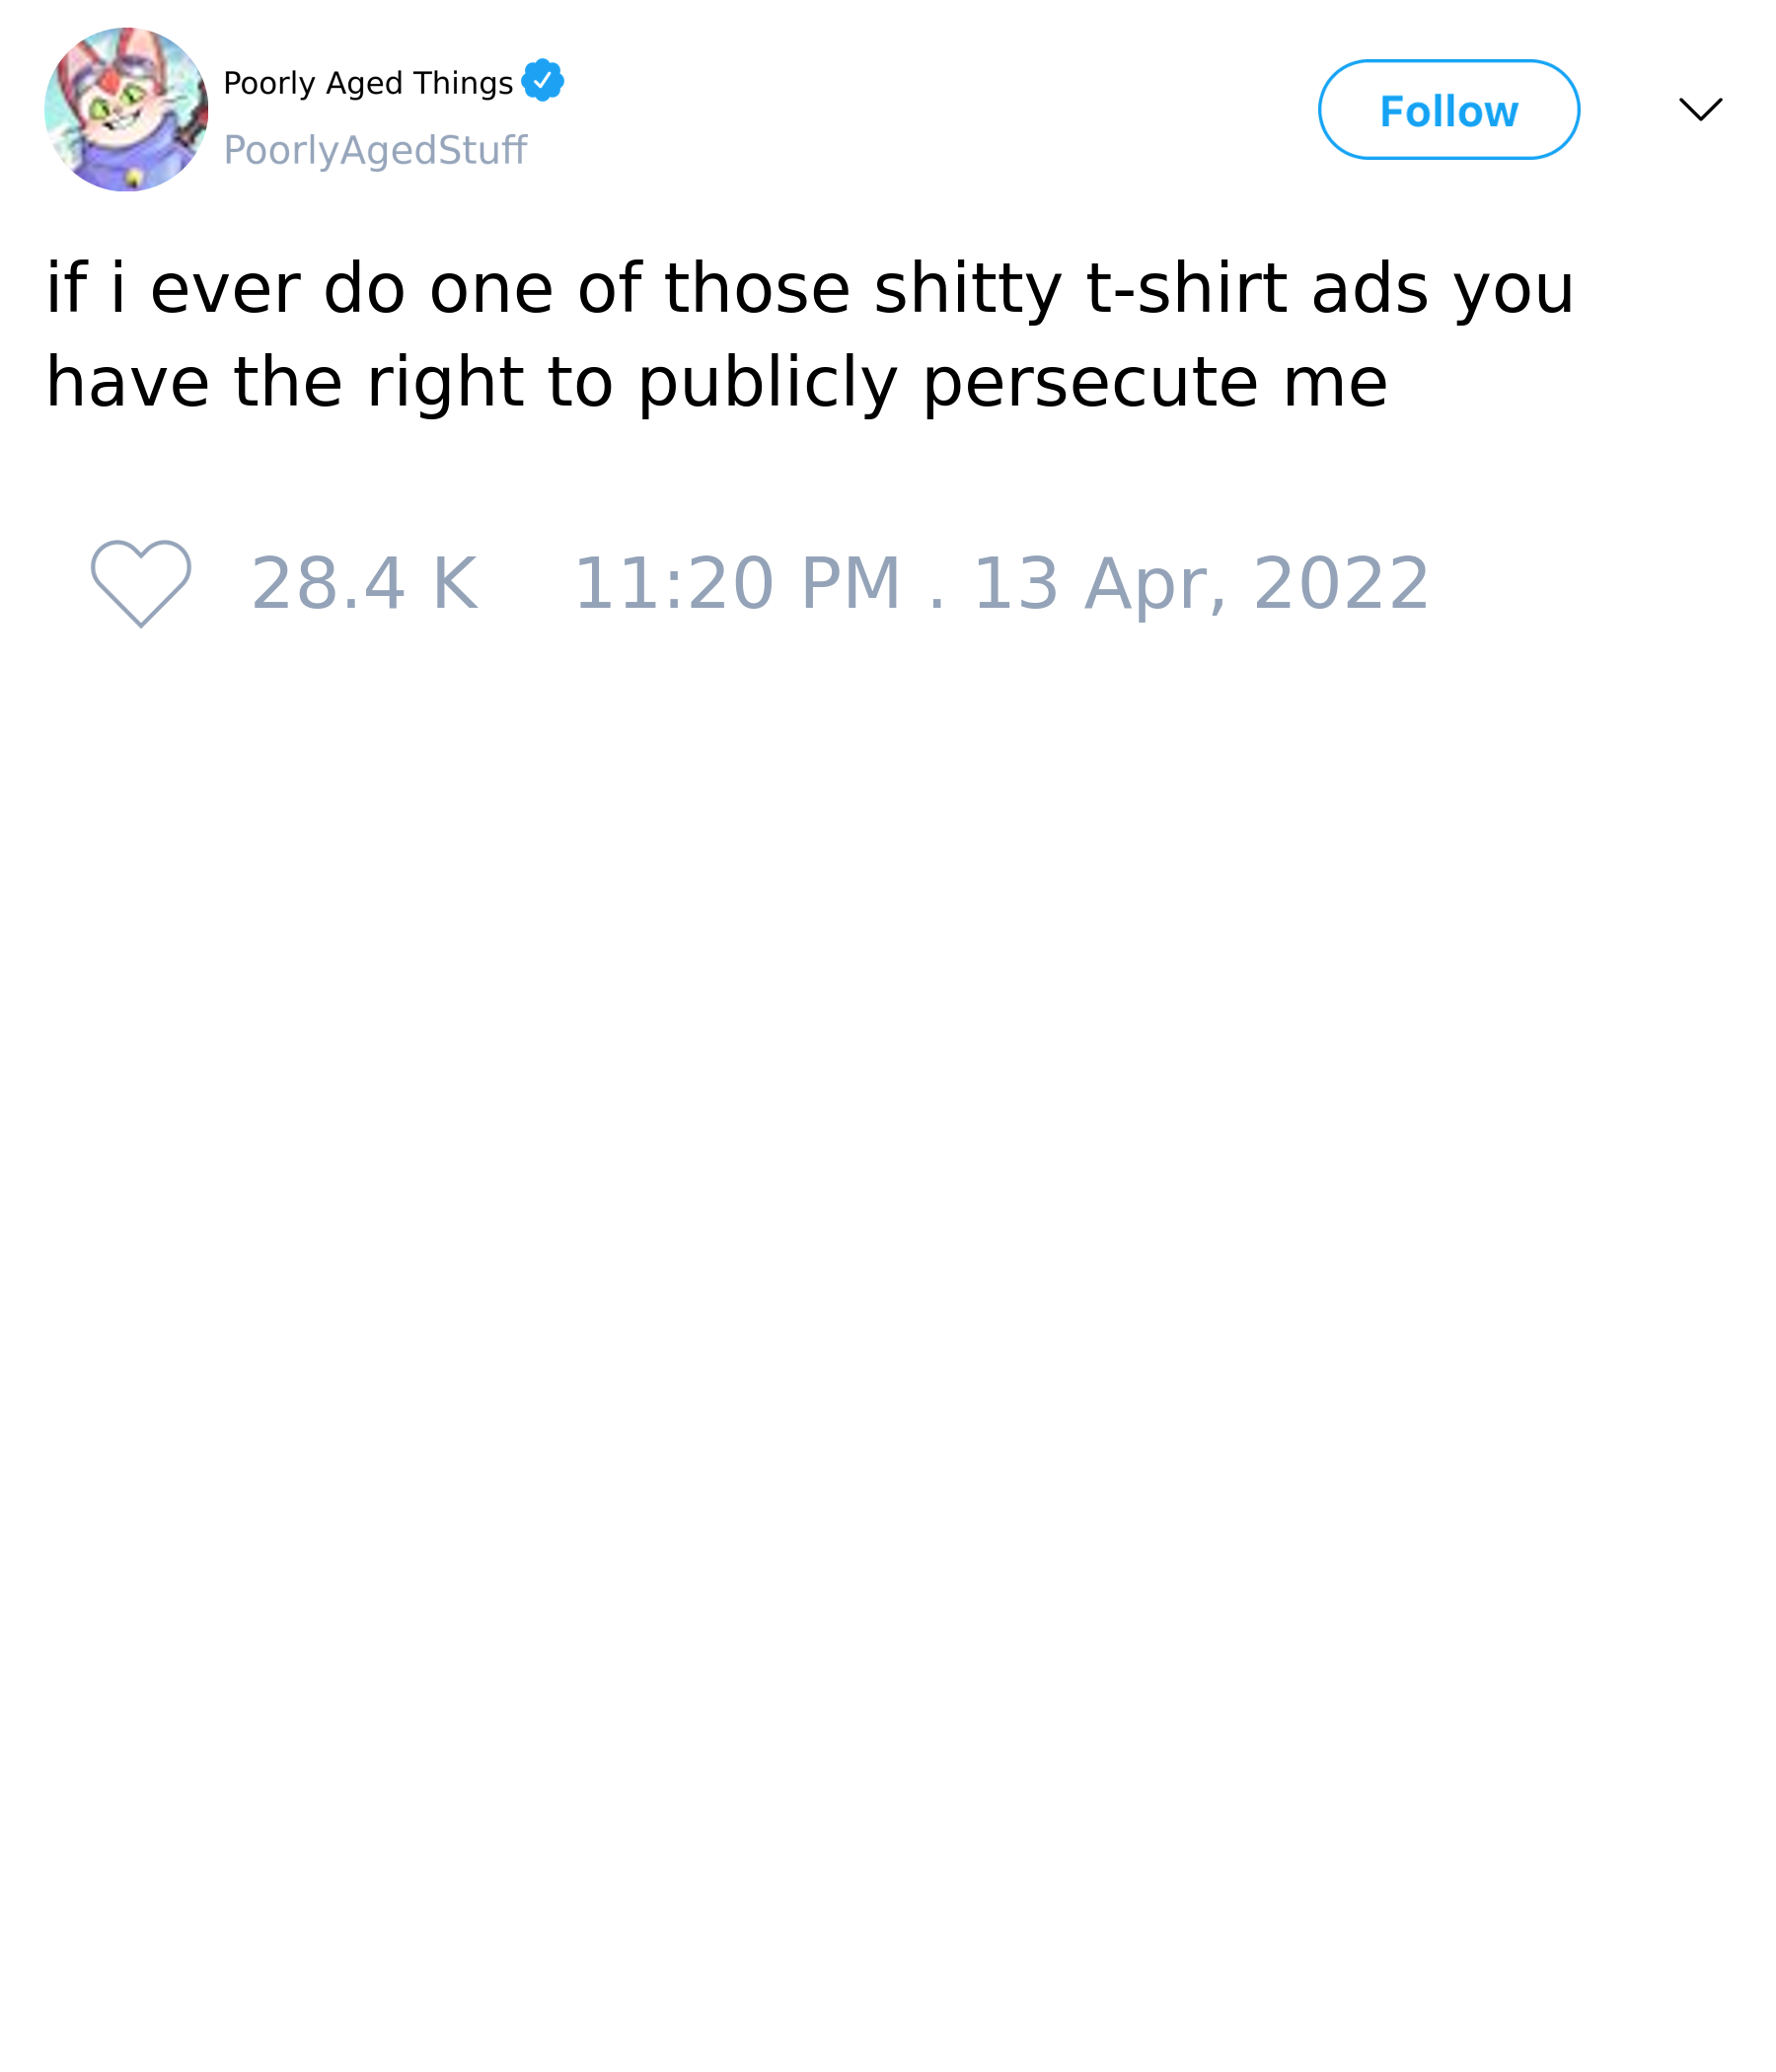 Poorly Aged Things
PoorlyAgedStuff
Follow
if i ever do one of those shitty t-shirt ads you
have the right to publicly persecute me
28.4 K 11:20 PM . 13 Apr, 2022